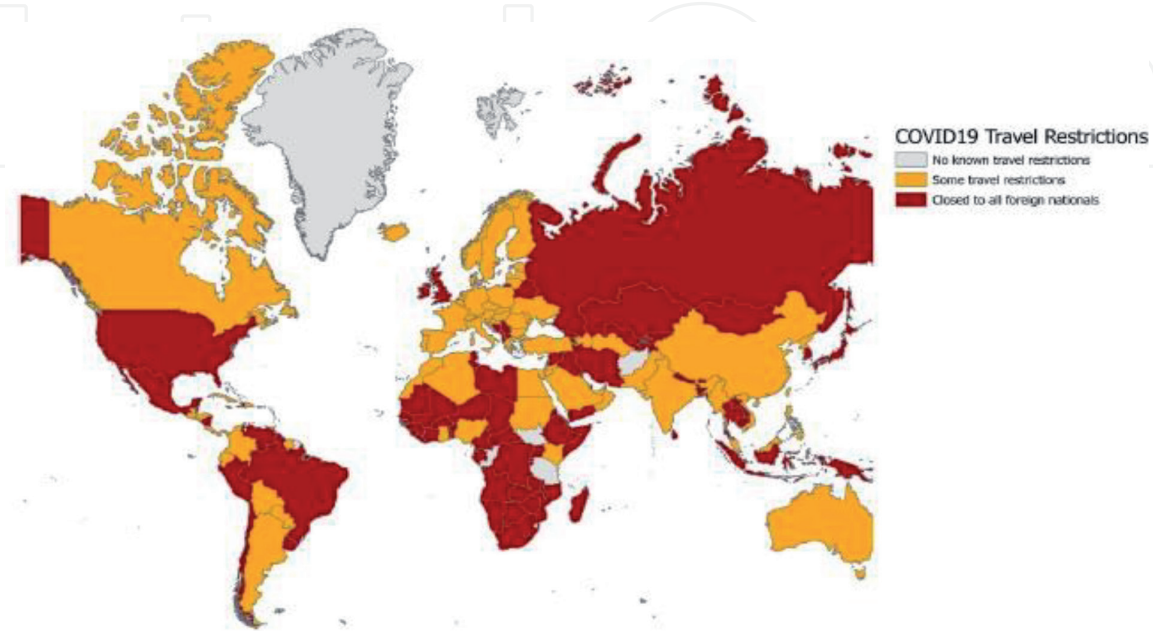 COVID19 Travel Restrictions
No known travel restrictions
Some travel restrictions
Closed to all foreign nationals